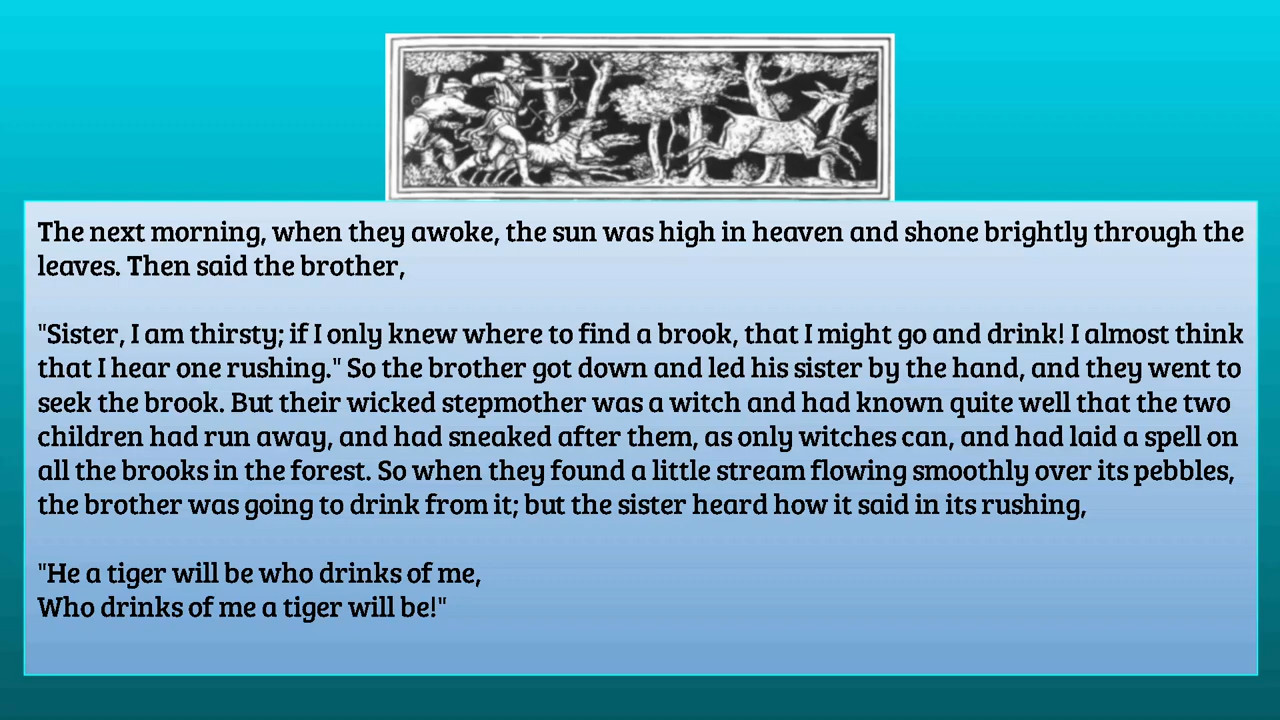 The next morning, when they awoke, the sun was high in heaven and shone brightly through the
leaves. Then said the brother,
"Sister, I am thirsty; if I only knew where to find a brook, that I might go and drink! I almost think
that I hear one rushing." So the brother got down and led his sister by the hand, and they went to
seek the brook. But their wicked stepmother was a witch and had known quite well that the two
children had run away, and had sneaked after them, as only witches can, and had laid a spell on
all the brooks in the forest. So when they found a little stream flowing smoothly over its pebbles,
the brother was going to drink from it; but the sister heard how it said in its rushing,
"He a tiger will be who drinks of me,
Who drinks of me a tiger will be!"